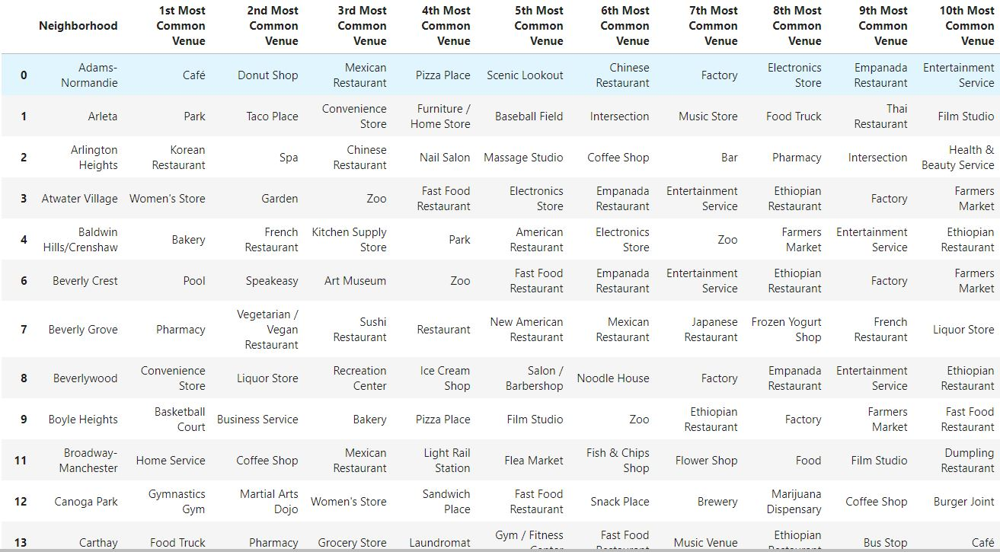 Neighborhood 1st Most Common Venue 2nd Most Common Venue 3rd Most Common Venue 4th Most Common Venue 5th Most Common Venue 6th Most Common Venue 7th Most Common Venue 8th Most Common Venue 9th Most Common Venue 10th Most Common Venue
0 Adams-Normandie Café Donut Shop Mexican Restaurant Pizza Place Scenic Lookout Chinese Restaurant Factory Electronics Store Empanada Restaurant Entertainment Service
1 Arleta Park Taco Place Convenience Store Furniture / Home Store Baseball Field Intersection Music Store Food Truck Thai Restaurant Film Studio
2 Arlington Heights Korean Restaurant Spa Chinese Restaurant Nail Salon Massage Studio Coffee Shop Bar Pharmacy Intersection Health & Beauty Service
3 Atwater Village Women's Store Garden Zoo Fast Food Restaurant Electronics Store Empanada Restaurant Entertainment Service Ethiopian Restaurant Factory Farmers Market
4 Baldwin Hills/Crenshaw Bakery French Restaurant Kitchen Supply Store Park American Restaurant Electronics Store Zoo Farmers Market Entertainment Service Ethiopian Restaurant
6 Beverly Crest Pool Speakeasy Art Museum Zoo Fast Food Restaurant Empanada Restaurant Entertainment Service Ethiopian Restaurant Factory Farmers Market
7 Beverly Grove Pharmacy Vegetarian / Vegan Restaurant Sushi Restaurant Restaurant New American Restaurant Mexican Restaurant Japanese Restaurant Frozen Yogurt Shop French Restaurant Liquor Store
8 Beverlywood Convenience Store Liquor Store Recreation Center Ice Cream Shop Salon / Barbershop Noodle House Factory Empanada Restaurant Entertainment Service Ethiopian Restaurant
9 Boyle Heights Basketball Court Business Service Bakery Pizza Place Film Studio Zoo Ethiopian Restaurant Factory Farmers Market Fast Food Restaurant
11 Broadway-Manchester Home Service Coffee Shop Mexican Restaurant Light Rail Station Flea Market Fish & Chips Shop Flower Shop Food Film Studio Dumpling Restaurant
12 Canoga Park Gymnastics Gym Martial Arts Dojo Women's Store Sandwich Place Fast Food Restaurant Snack Place Brewery Marijuana Dispensary Coffee Shop Burger Joint
13 Carthay Food Truck Pharmacy Grocery Store Laundromat Gym / Fitness Fast Food Music Venue Ethiopian Bus Stop Café